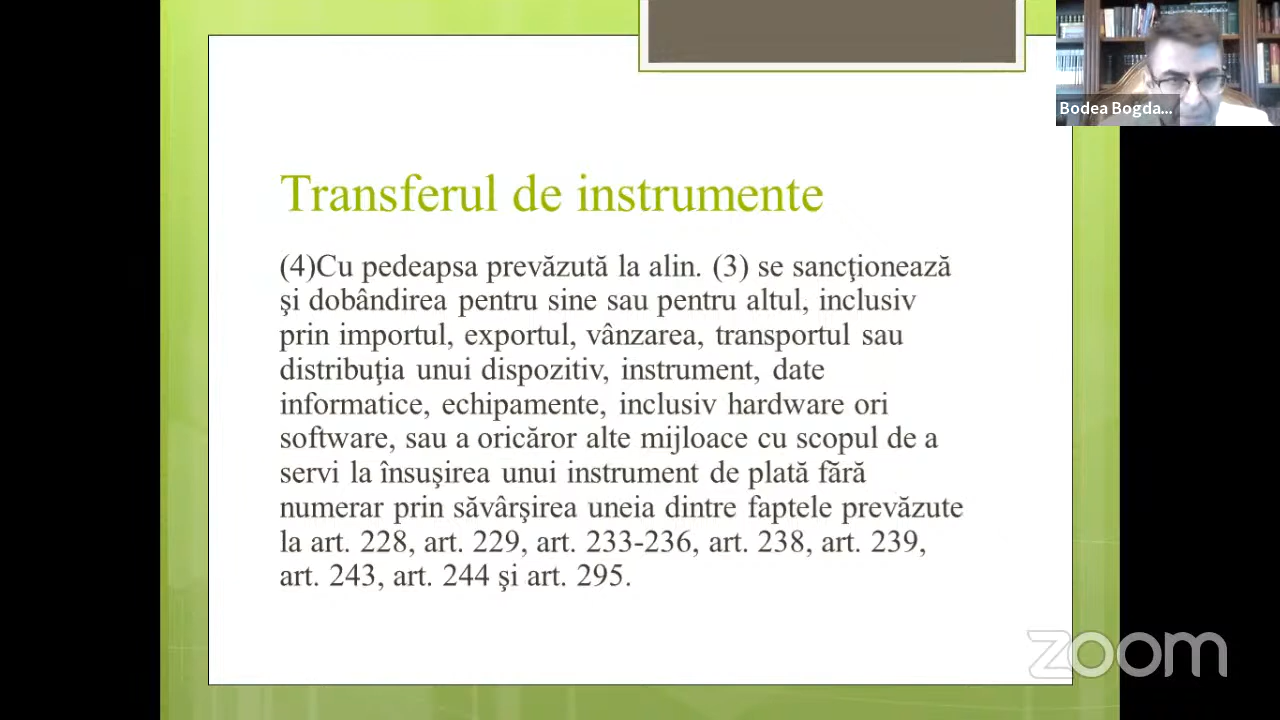 Bodea Bogda...
Transferul de instrumente
(4)Cu pedeapsa prevăzută la alin. (3) se sancţionează
şi dobândirea pentru sine sau pentru altul, inclusiv
prin importul, exportul, vânzarea, transportul sau
distribuţia unui dispozitiv, instrument, date
informatice, echipamente, inclusiv hardware ori
software, sau a oricăror alte mijloace cu scopul de a
servi la însuşirea unui instrument de plată fără
numerar prin săvârşirea uneia dintre faptele prevăzute
la art. 228, art. 229, art. 233-236, art. 238, art. 239,
art. 243, art. 244 şi art. 295.
zoom